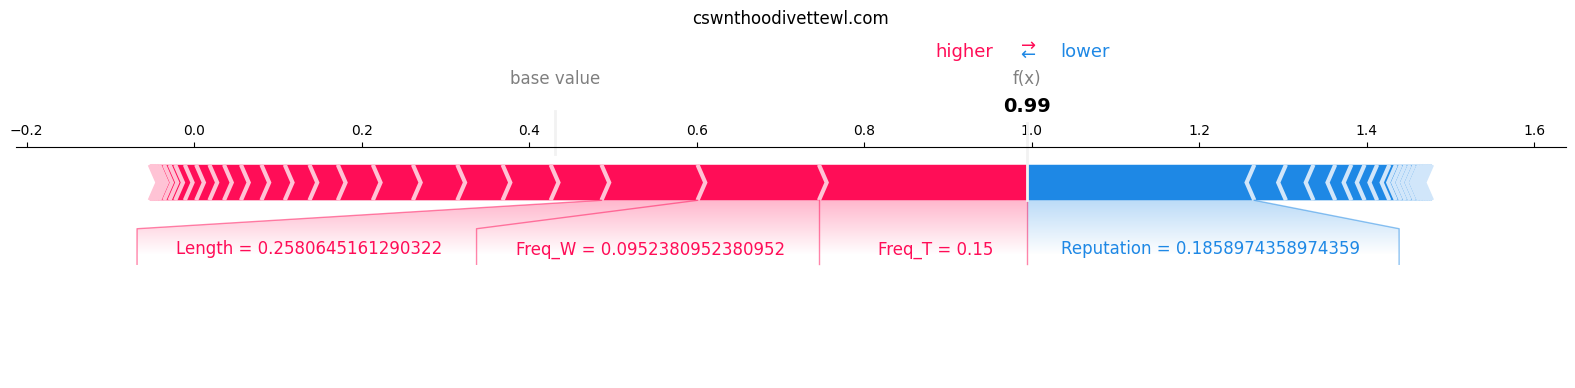 cswnthoodivettewl.com
higher → ← lower
base value f(x)
0.99
−0.2 0.0 0.2 0.4 0.6 0.8 1.0 1.2 1.4 1.6
Length = 0.2580645161290322 Freq_W = 0.0952380952380952 Freq_T = 0.15 Reputation = 0.1858974358974359